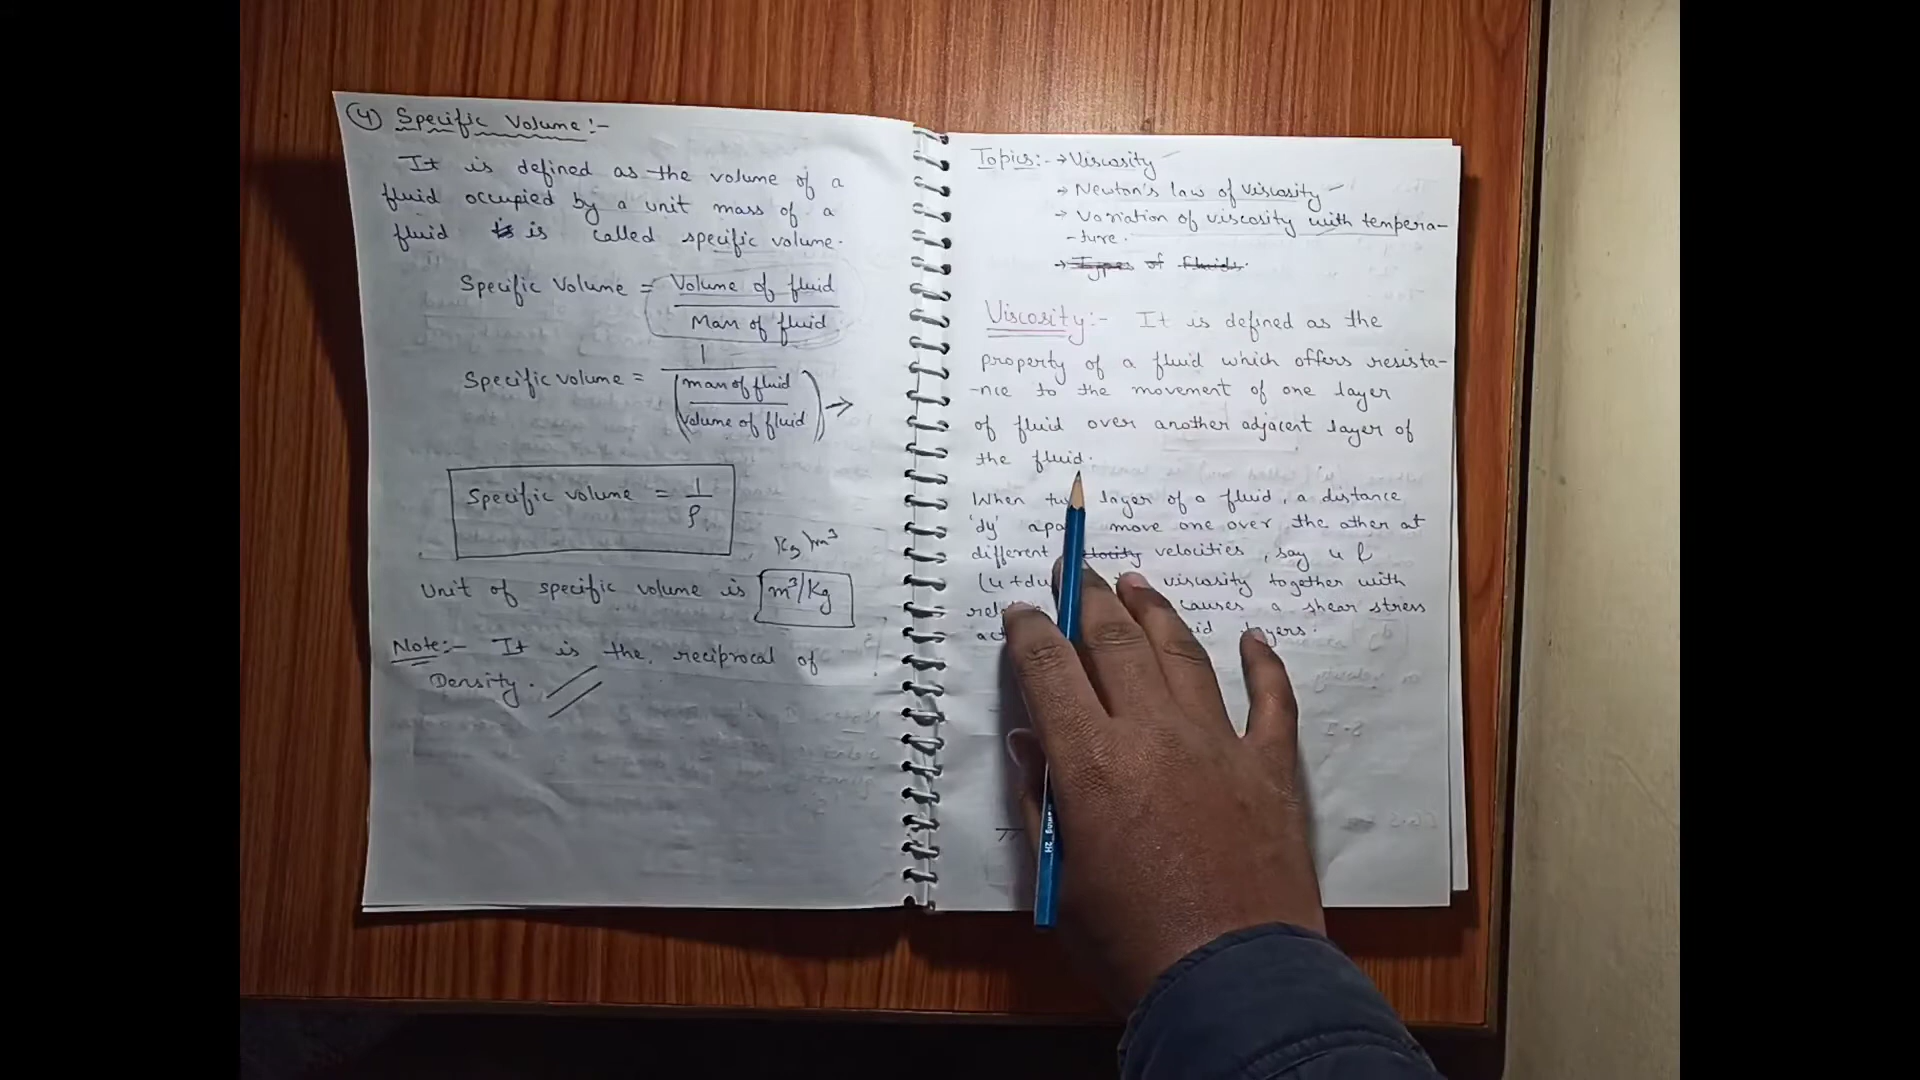 (4) Specific Volume:-
It is defined as the volume of a
fluid occupied by a unit mass of a
fluid is called specific volume.
Specific Volume = Volume of fluid
Mass of fluid.
1
Specific volume =
mass of fluid
volume of fluid
Specific volume = 1
ρ
Kg/m³
unit of specific volume is m³/Kg
Note:- It is the reciprocal of
Density.
Topics:- → Viscosity
→ Newton's law of viscosity
→ Variation of viscosity with tempera-
-ture.
→ Types of fluids.
Viscosity:- It is defined as the
property of a fluid which offers resista-
-nce to the movement of one layer
of fluid over another adjacent layer of
the fluid.
When layer of a fluid, a distance
'dy' move one over the other at
different velocities, say u &
(u+du viscosity together with
causes a shear stress
layers.
2H